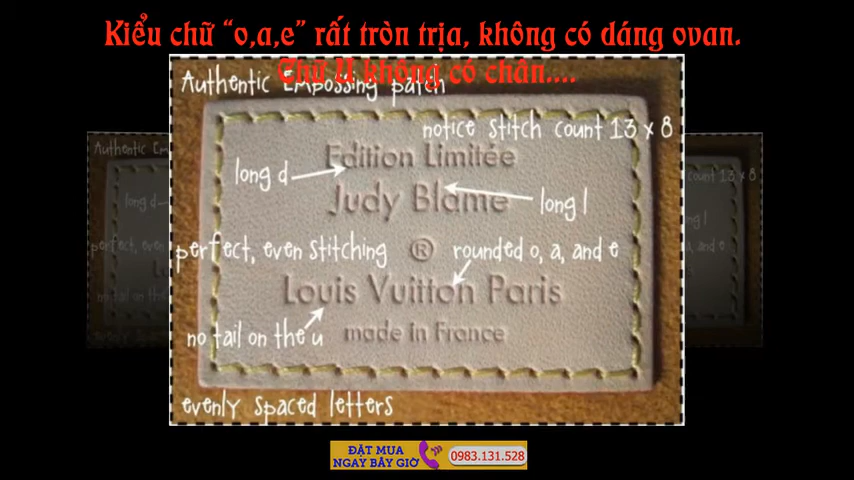 Kiểu chữ “o,a,e” rất tròn trịa, không có dáng ovan.
Chữ U không có chân....
Authentic Embossing patch
notice stitch count 13 x 8
Edition Limitée
long d
Judy Blame
long l
perfect, even stitching
®
rounded o, a, and e
Louis Vuitton Paris
no tail on the u
made in France
evenly spaced letters
ĐẶT MUA
NGAY BÂY GIỜ
0983.131.528